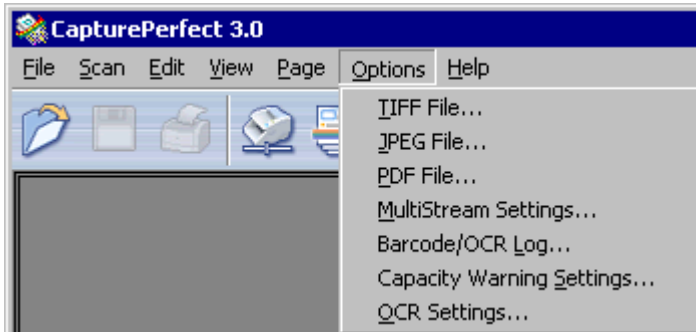 CapturePerfect 3.0
File Scan Edit View Page Options Help
TIFF File...
JPEG File...
PDF File...
MultiStream Settings...
Barcode/OCR Log...
Capacity Warning Settings...
OCR Settings...